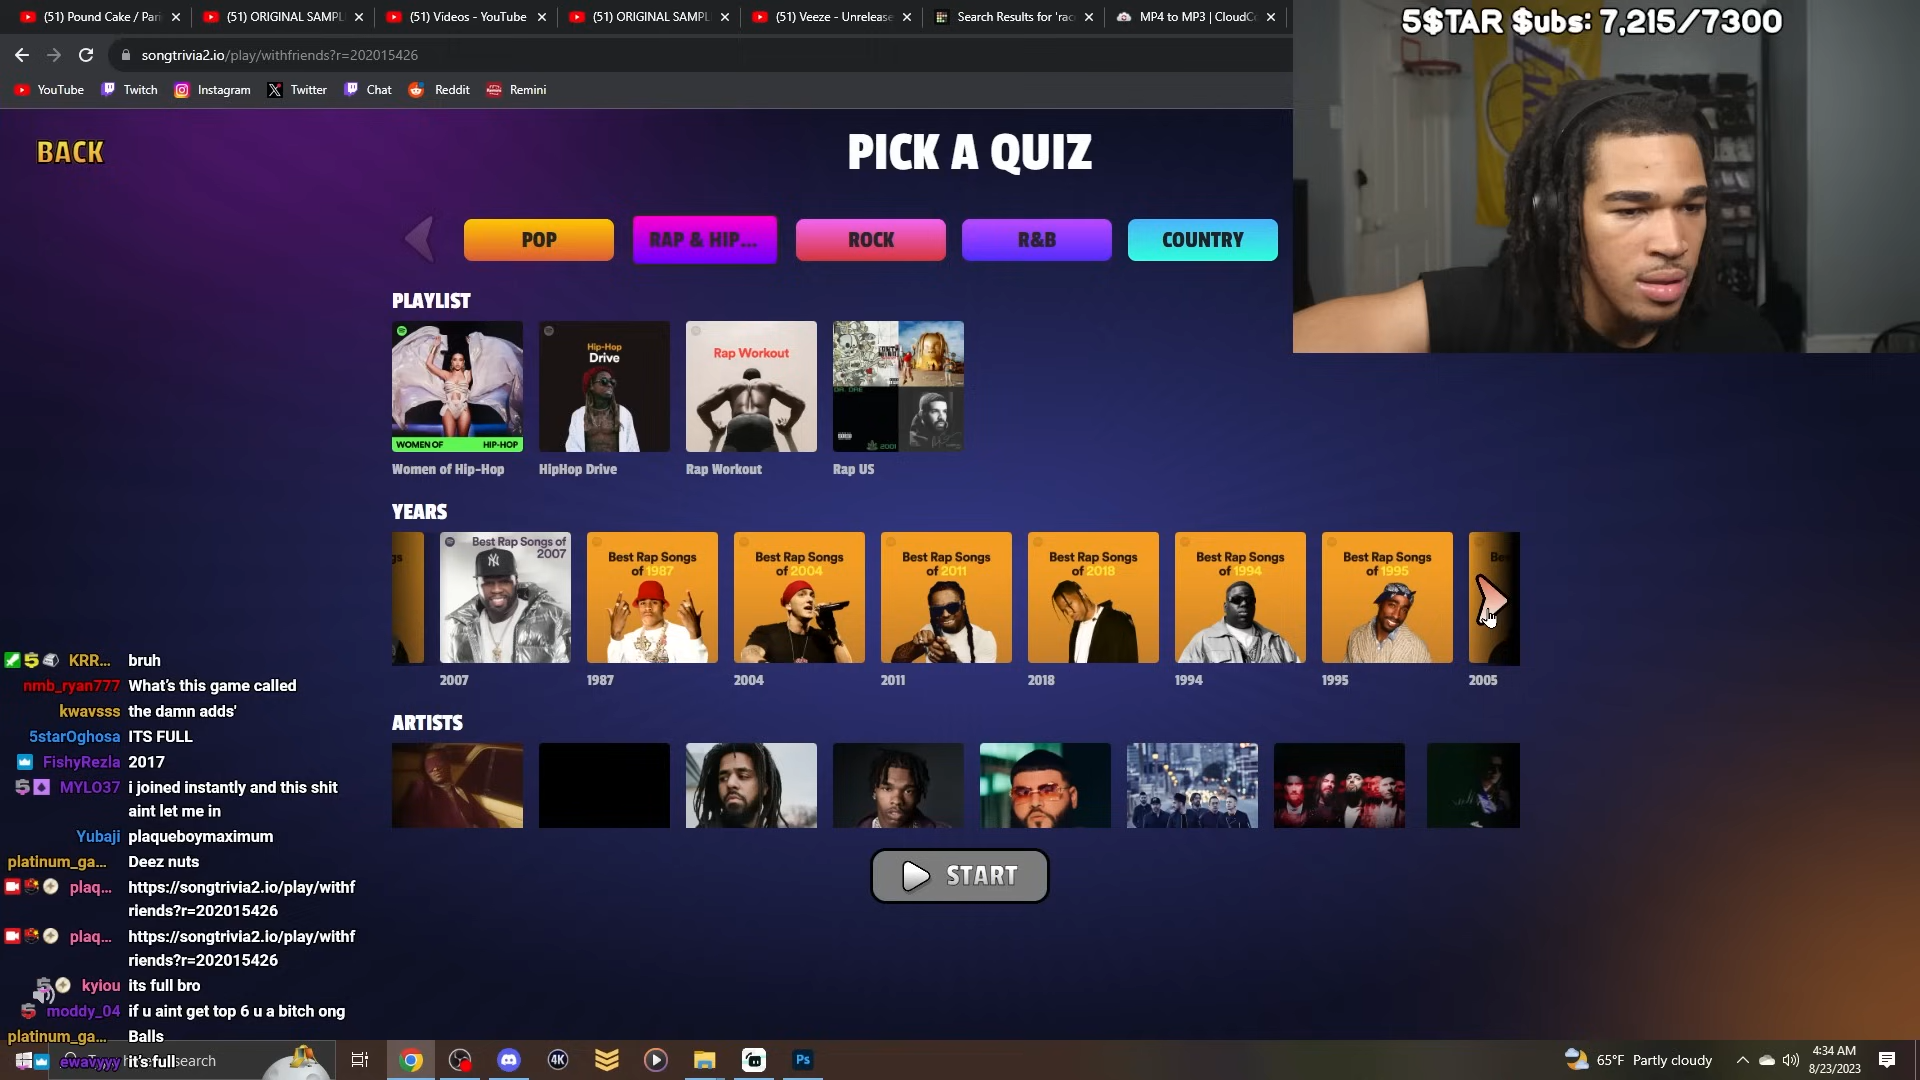 (51) Pound Cake / Pari
(51) ORIGINAL SAMPL
(51) Videos - YouTube
(51) ORIGINAL SAMPL
(51) Veeze - Unrelease
Search Results for 'rac
MP4 to MP3 | CloudCo
5$TAR $ubs: 7,215/7300
songtrivia2.io/play/withfriends?r=202015426
YouTube
Twitch
Instagram
Twitter
Chat
Reddit
Remini
BACK
PICK A QUIZ
POP
RAP & HIP...
ROCK
R&B
COUNTRY
PLAYLIST
Hip-Hop
Drive
Rap Workout
DR. DRE
2001
WOMEN OF HIP-HOP
Women of Hip-Hop
HipHop Drive
Rap Workout
Rap US
YEARS
gs
Best Rap Songs of
2007
Best Rap Songs
of 1987
Best Rap Songs
of 2004
Best Rap Songs
of 2011
Best Rap Songs
of 2018
Best Rap Songs
of 1994
Best Rap Songs
of 1995
Be
2007
1987
2004
2011
2018
1994
1995
2005
ARTISTS
START
KRR... bruh
nmb_ryan777 What's this game called
kwavsss the damn adds'
5starOghosa ITS FULL
FishyRezla 2017
MYLO37 i joined instantly and this shit
aint let me in
Yubaji plaqueboymaximum
platinum_ga... Deez nuts
plaq... https://songtrivia2.io/play/withf
riends?r=202015426
plaq... https://songtrivia2.io/play/withf
riends?r=202015426
kyiou its full bro
moddy_04 if u aint get top 6 u a bitch ong
platinum_ga... Balls
ewavyyy it's full
search
4K
Ps
65°F Partly cloudy
4:34 AM
8/23/2023